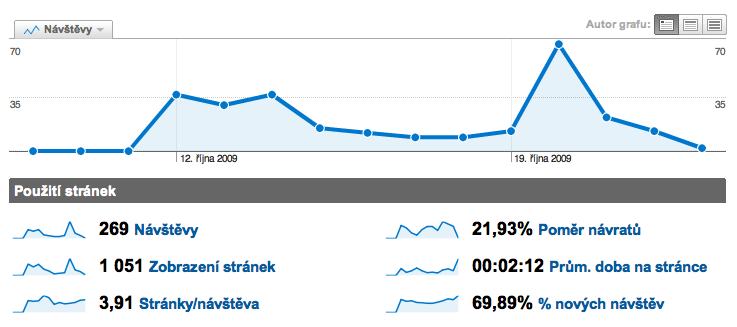 Návštěvy
Autor grafu:
70 70
35 35
12. října 2009 19. října 2009
Použití stránek
269 Návštěvy
21,93% Poměr návratů
1 051 Zobrazení stránek
00:02:12 Prům. doba na stránce
3,91 Stránky/návštěva
69,89% % nových návštěv